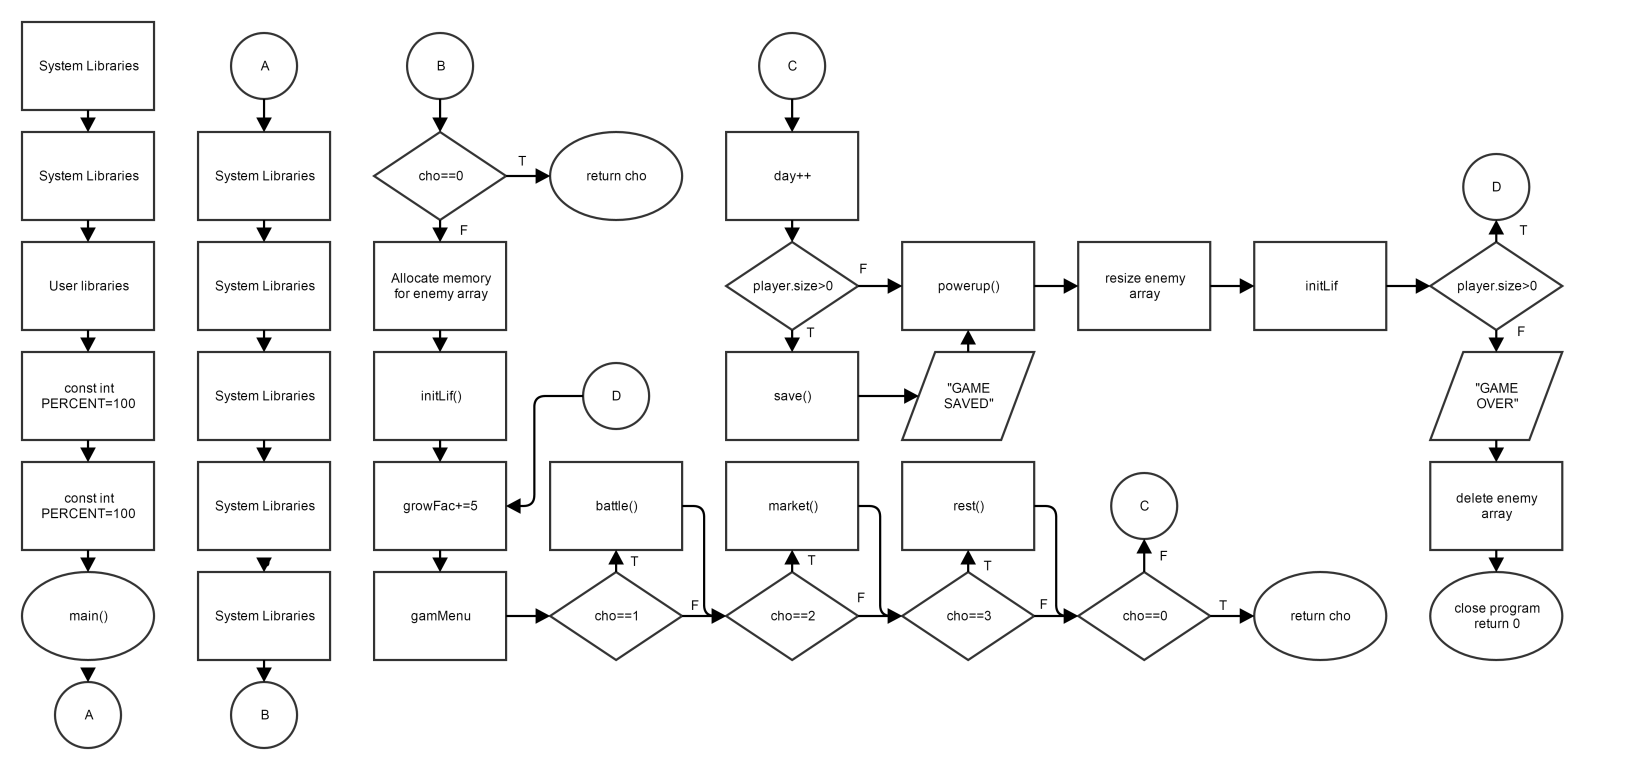 System Libraries
System Libraries
User libraries
const int
PERCENT=100
const int
PERCENT=100
main()
A
A
System Libraries
System Libraries
System Libraries
System Libraries
System Libraries
B
B
cho==0
T
return cho
F
Allocate memory
for enemy array
initLif()
D
growFac+=5
gamMenu
cho==1
T
battle()
F
cho==2
T
market()
F
cho==3
T
rest()
F
cho==0
F
C
T
return cho
C
day++
player.size>0
F
T
save()
"GAME
SAVED"
powerup()
resize enemy
array
initLif
player.size>0
T
D
F
"GAME
OVER"
delete enemy
array
close program
return 0